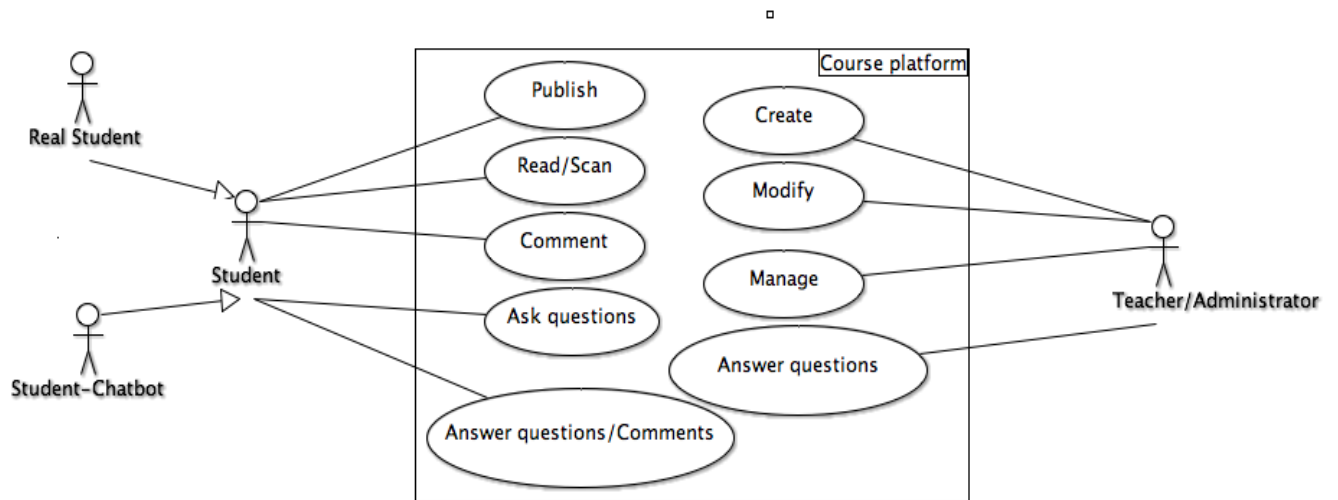 Course platform
Publish
Create
Real Student
Read/Scan
Modify
Comment
Student
Manage
Teacher/Administrator
Ask questions
Answer questions
Student-Chatbot
Answer questions/Comments